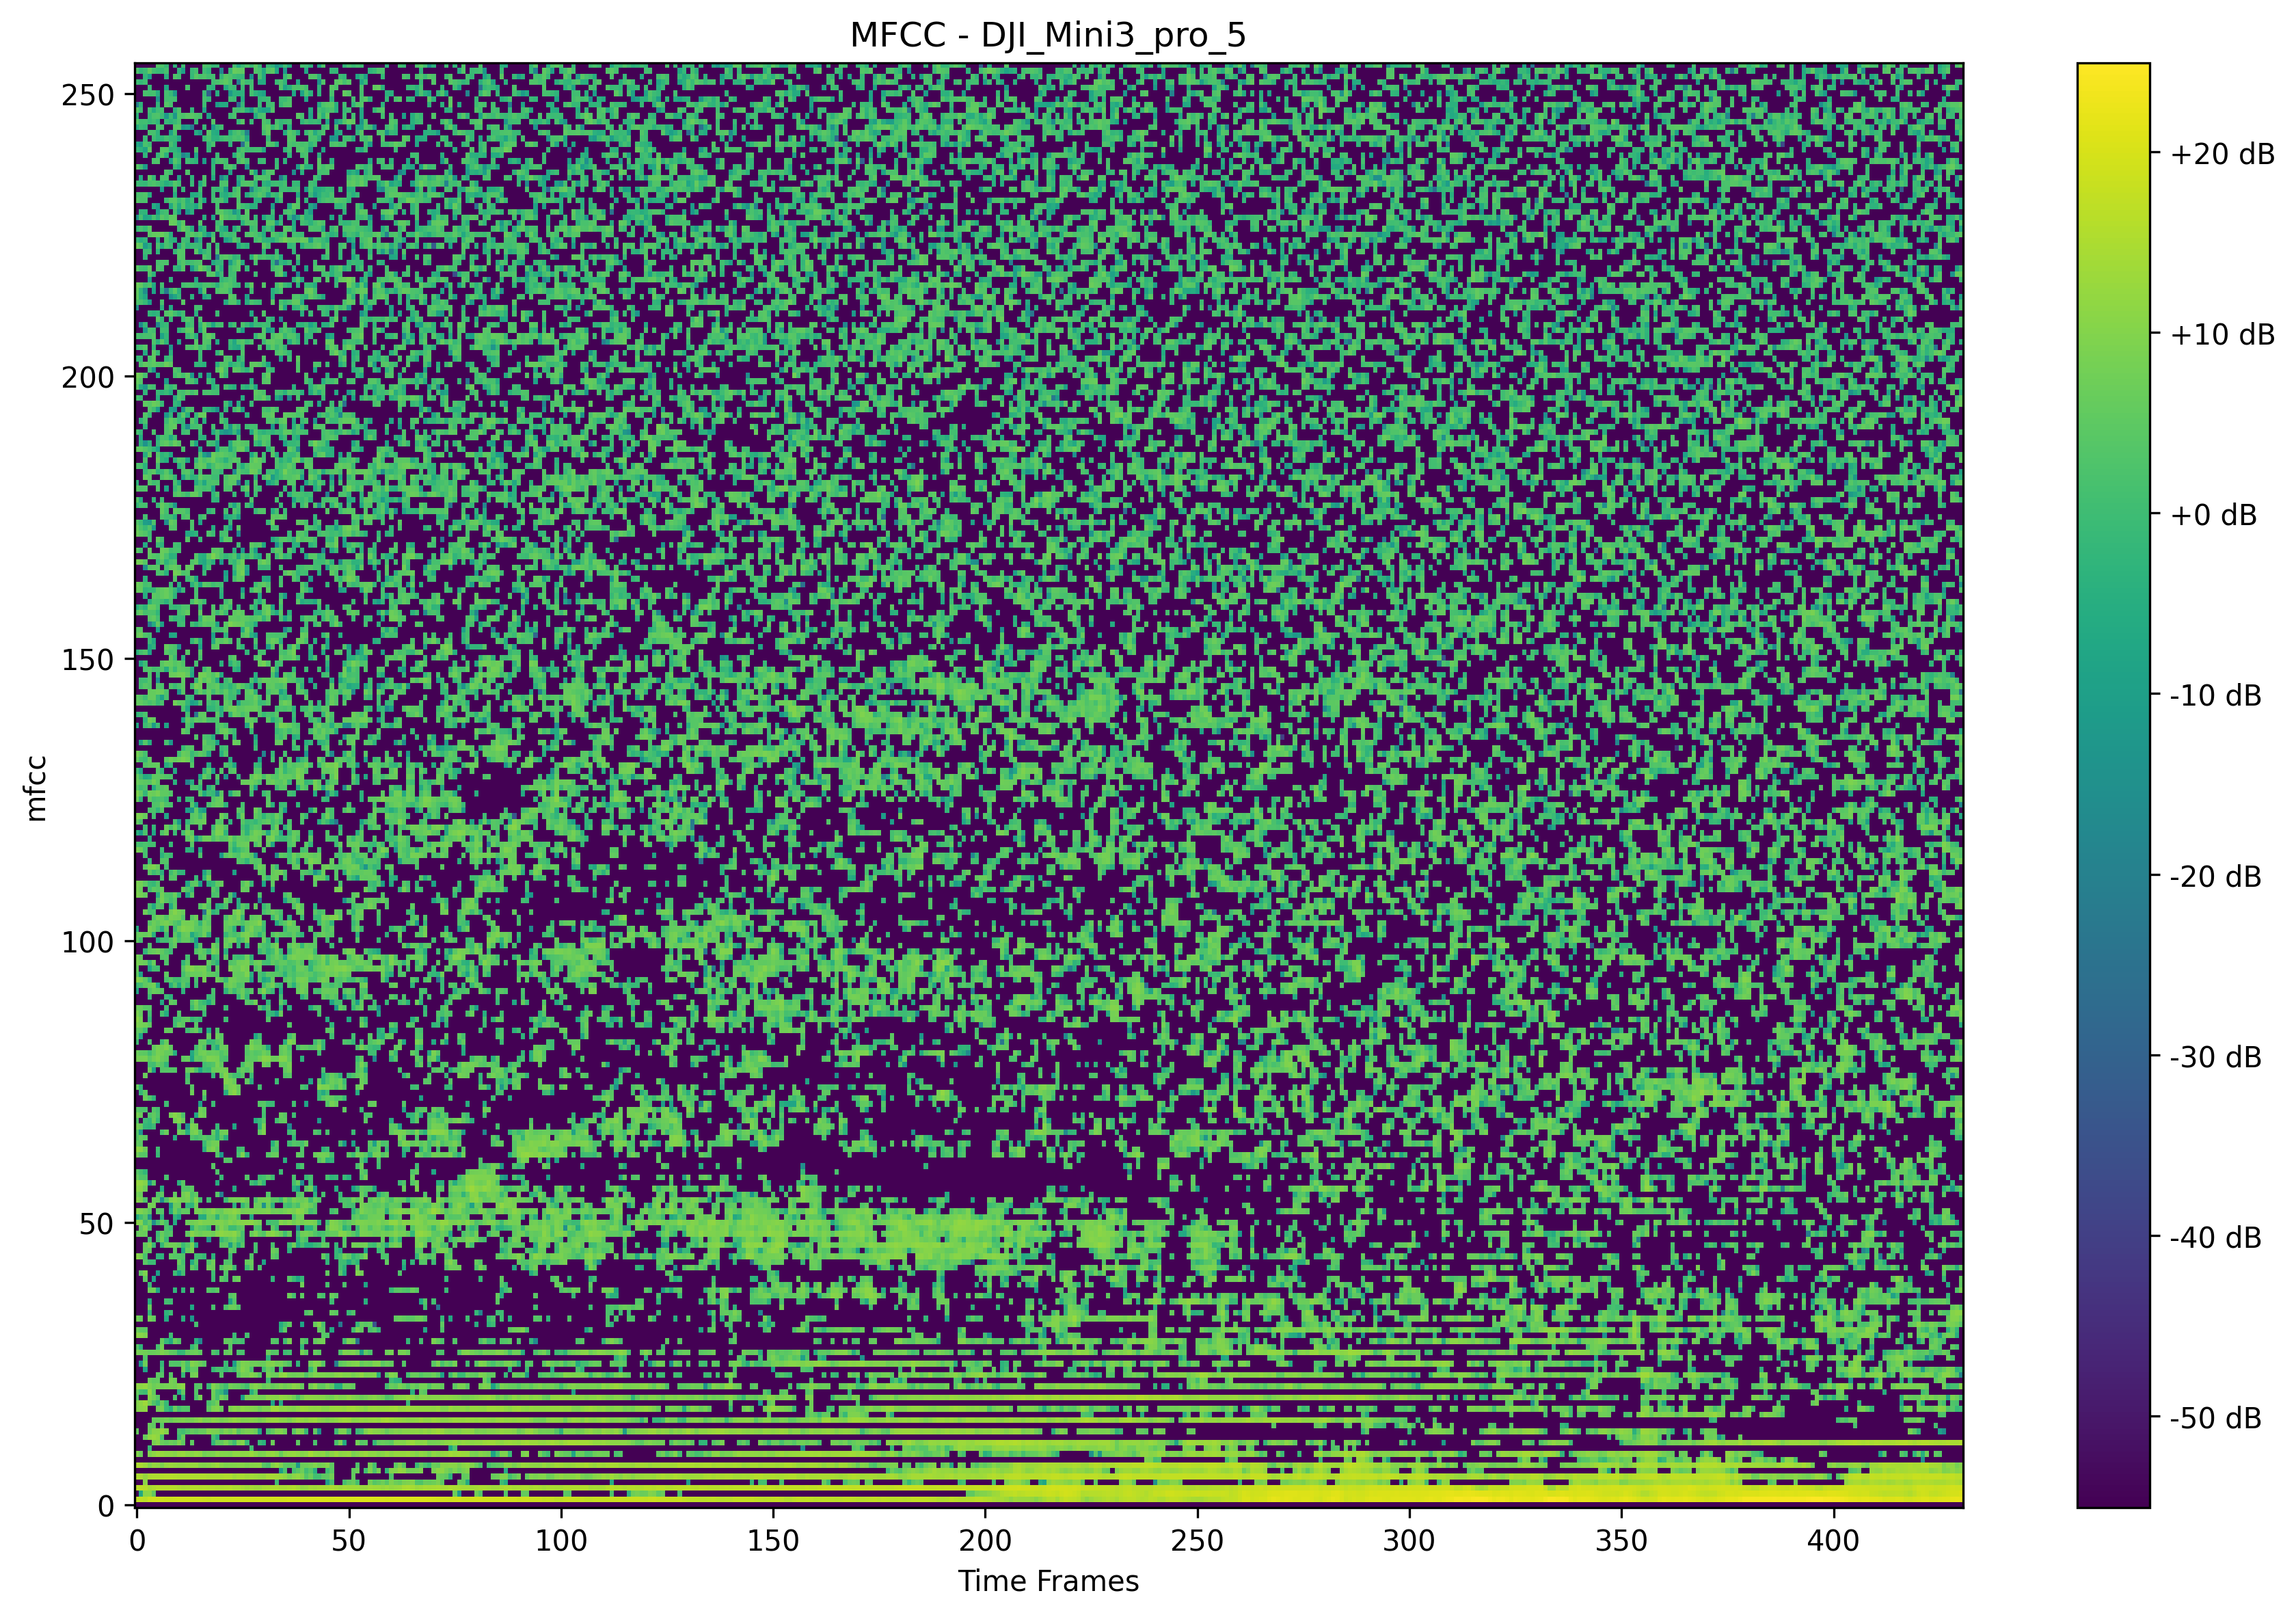 MFCC - DJI_Mini3_pro_5
250
200
150
100
50
0
mfcc
0 50 100 150 200 250 300 350 400
Time Frames
+20 dB
+10 dB
+0 dB
-10 dB
-20 dB
-30 dB
-40 dB
-50 dB